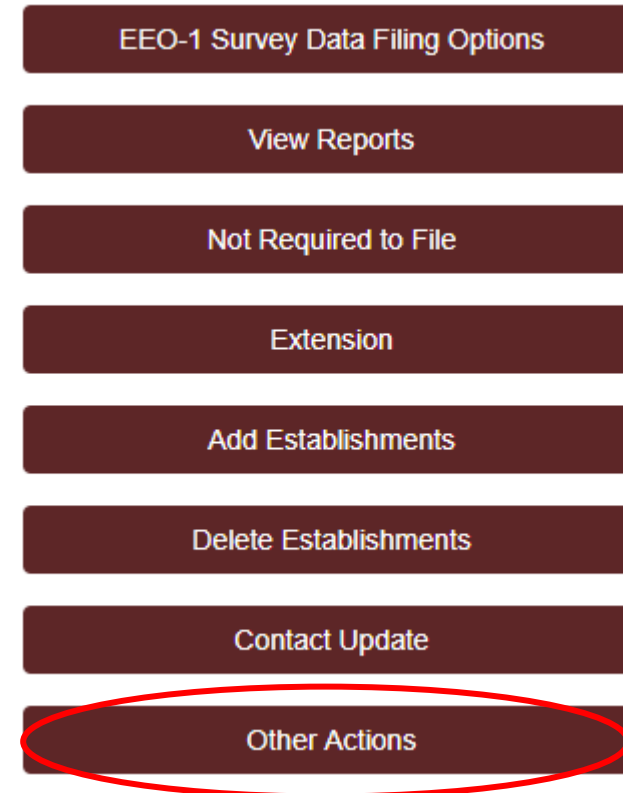 EEO-1 Survey Data Filing Options
View Reports
Not Required to File
Extension
Add Establishments
Delete Establishments
Contact Update
Other Actions